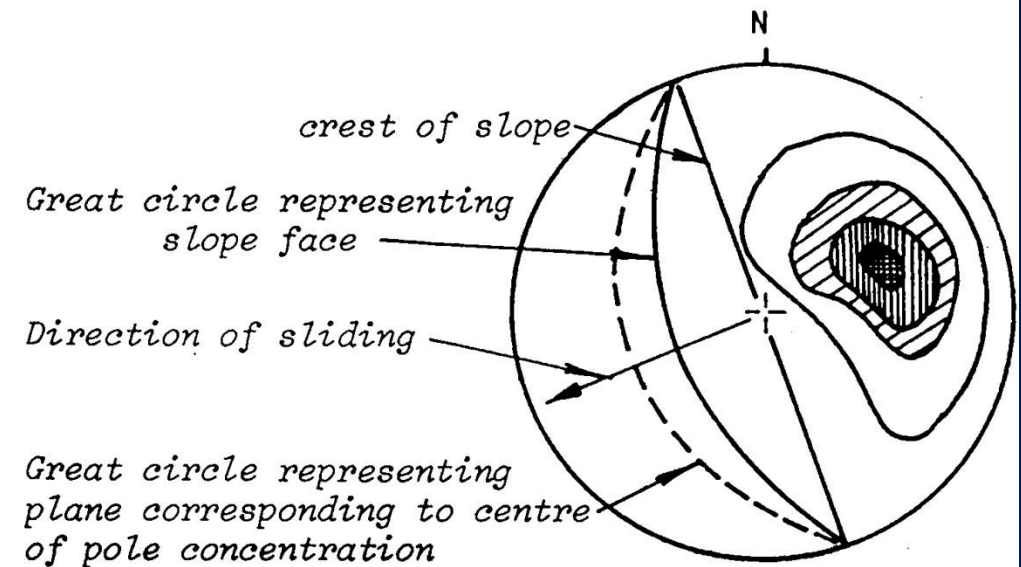 N
crest of slope
Great circle representing
slope face
Direction of sliding
Great circle representing
plane corresponding to centre
of pole concentration